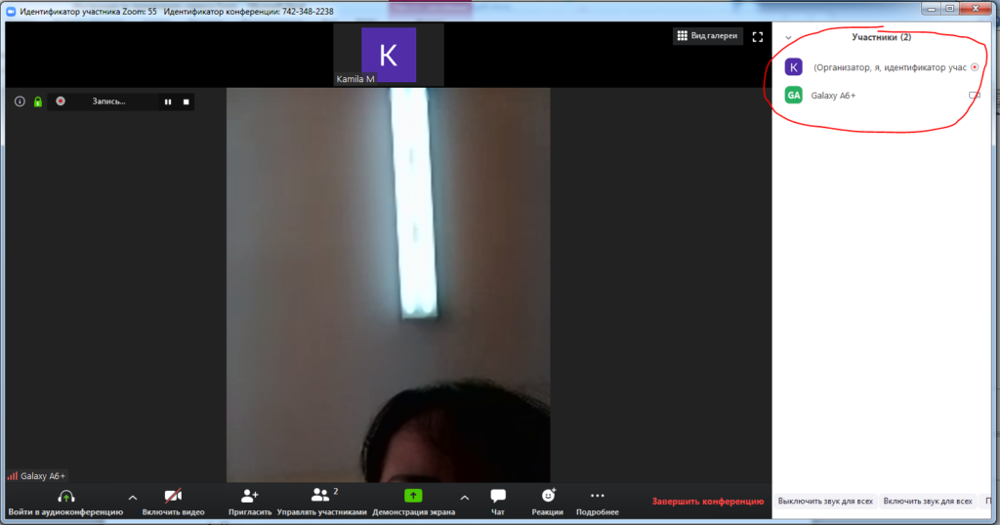 Идентификатор участника Zoom: 55 Идентификатор конференции: 742-348-2238
K
Kamila M
Вид галереи
Участники (2)
K (Организатор, я, идентификатор учас
GA Galaxy A6+
Запись...
Galaxy A6+
2
Войти в аудиоконференцию
Включить видео
Пригласить
Управлять участниками
Демонстрация экрана
Чат
Реакции
Подробнее
Завершить конференцию
Выключить звук для всех
Включить звук для всех
П